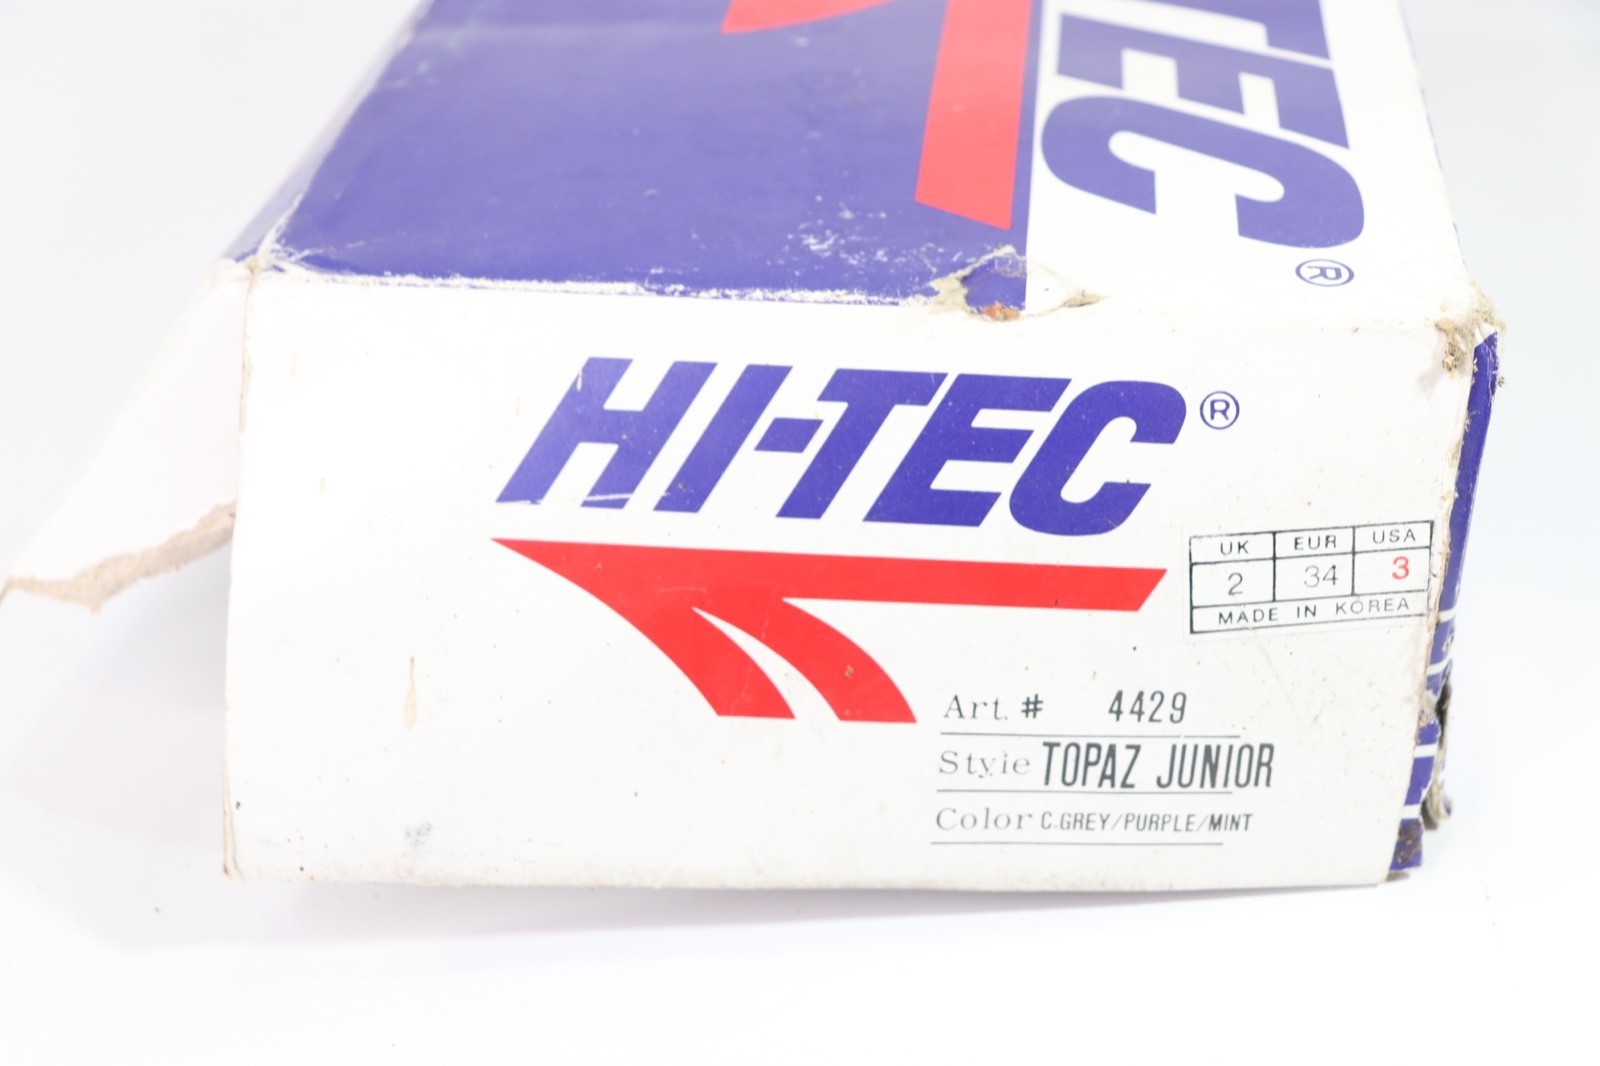 TEC®
HI-TEC®
UK EUR USA
2 34 3
MADE IN KOREA
Art. # 4429
Style TOPAZ JUNIOR
Color C.GREY/PURPLE/MINT